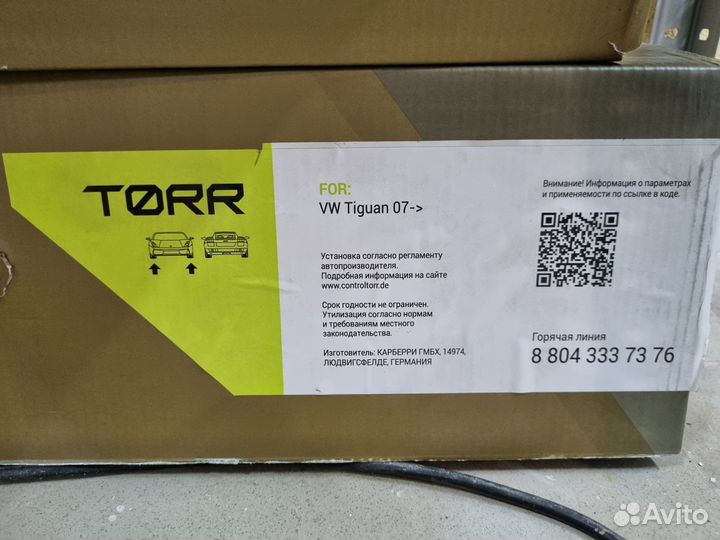 TØRR
FOR:
VW Tiguan 07->
Установка согласно регламенту
автопроизводителя.
Подробная информация на сайте
www.controltorr.de
Срок годности не ограничен.
Утилизация согласно нормам
и требованиям местного
законодательства.
Изготовитель: КАРБЕРРИ ГМБХ, 14974,
ЛЮДВИГСФЕЛЬДЕ, ГЕРМАНИЯ
Внимание! Информация о параметрах
и применяемости по ссылке в коде.
Горячая линия
8 804 333 73 76
Avito